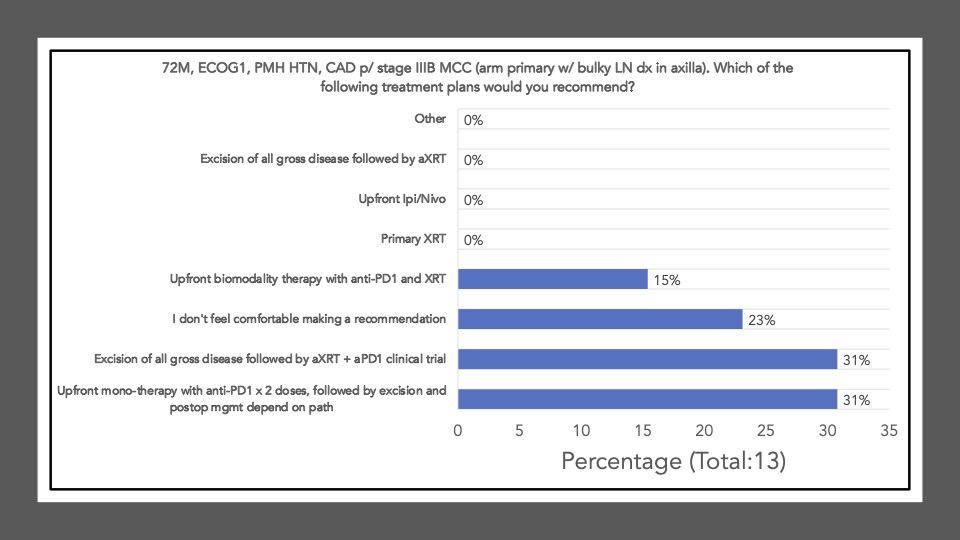 72M, ECOG1, PMH HTN, CAD p/ stage IIIB MCC (arm primary w/ bulky LN dx in axilla). Which of the
following treatment plans would you recommend?
Other
0%
Excision of all gross disease followed by aXRT
0%
Upfront Ipi/Nivo
0%
Primary XRT
0%
Upfront biomodality therapy with anti-PD1 and XRT
15%
I don't feel comfortable making a recommendation
23%
Excision of all gross disease followed by aXRT + aPD1 clinical trial
31%
Upfront mono-therapy with anti-PD1 x 2 doses, followed by excision and
postop mgmt depend on path
31%
0 5 10 15 20 25 30 35
Percentage (Total:13)